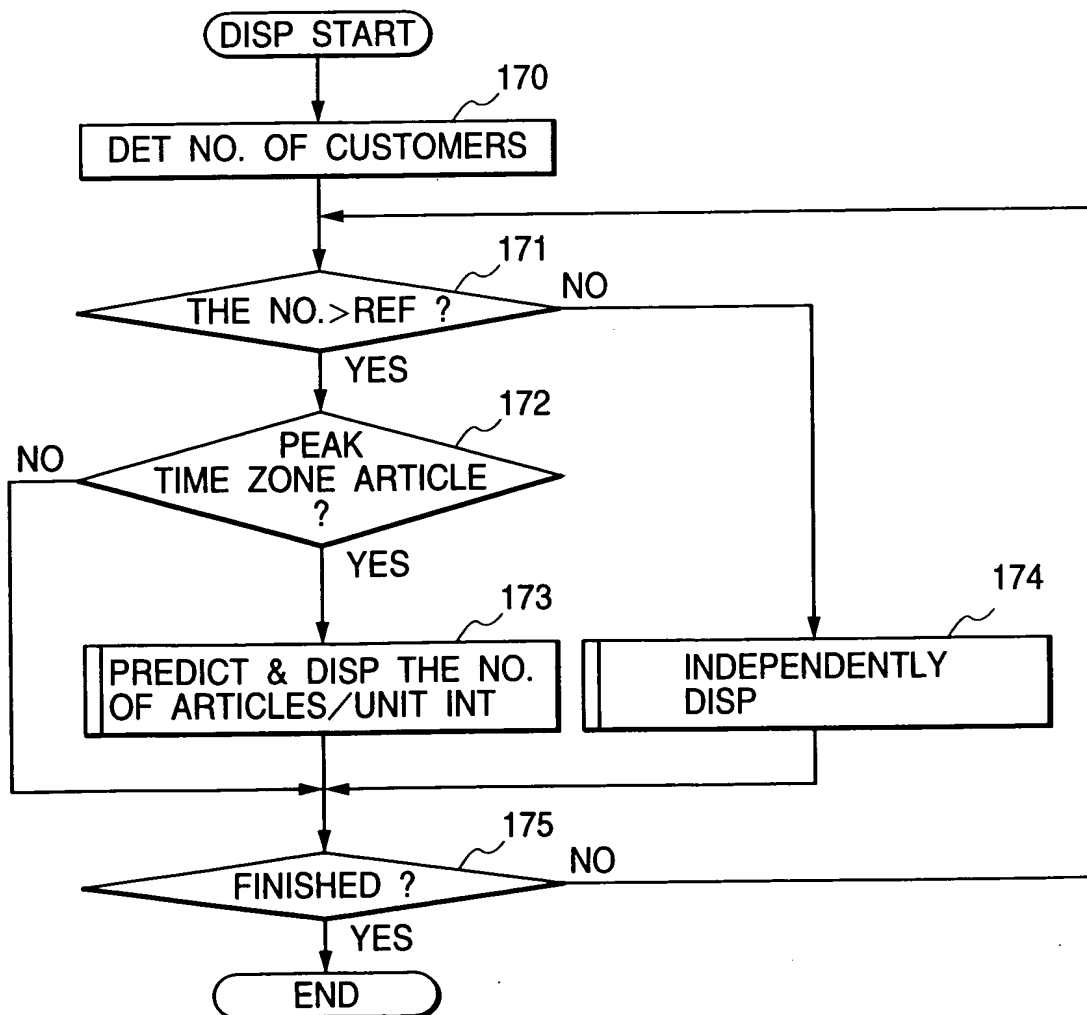 DISP START
170
DET NO. OF CUSTOMERS
171
THE NO.>REF ?
NO
YES
172
PEAK
TIME ZONE ARTICLE
?
NO
YES
173
PREDICT & DISP THE NO.
OF ARTICLES/UNIT INT
174
INDEPENDENTLY
DISP
175
FINISHED ?
NO
YES
END